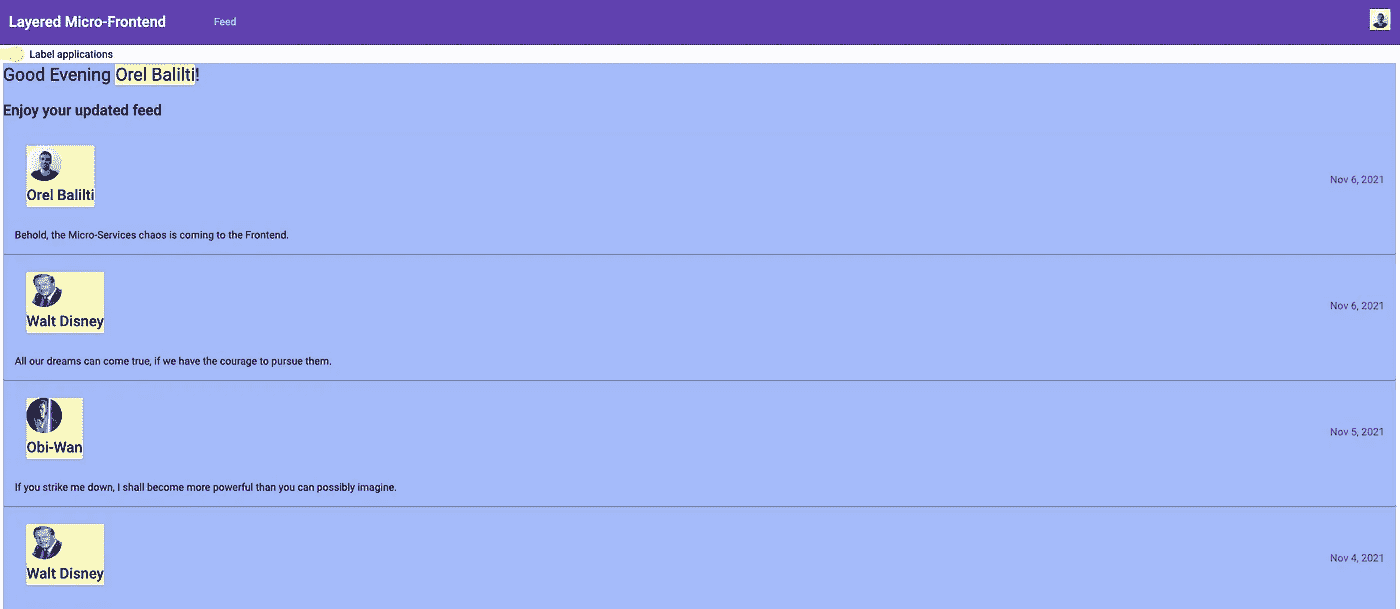 Layered Micro-Frontend Feed
Label applications
Good Evening Orel Balilti!
Enjoy your updated feed
Orel Balilti
Nov 6, 2021
Behold, the Micro-Services chaos is coming to the Frontend.
Walt Disney
Nov 6, 2021
All our dreams can come true, if we have the courage to pursue them.
Obi-Wan
Nov 5, 2021
If you strike me down, I shall become more powerful than you can possibly imagine.
Walt Disney
Nov 4, 2021